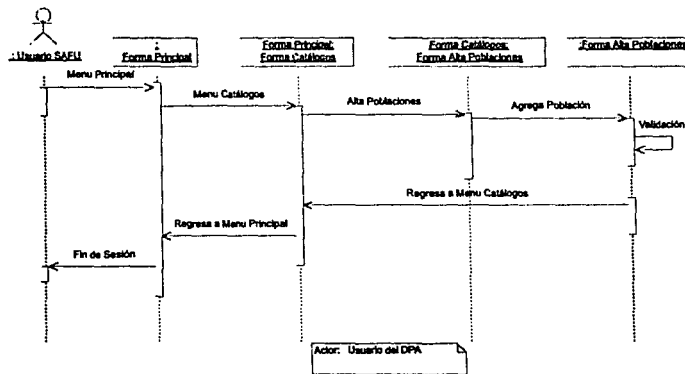 : Usuario SAFU
: Forma Principal
Forma Principal:
Forma Catálogos
Forma Catálogos:
Forma Alta Poblaciones
:Forma Alta Poblaciones
Menu Principal
Menu Catálogos
Alta Poblaciones
Agrega Población
Validación
Regresa a Menu Catálogos
Regresa a Menu Principal
Fin de Sesión
Actor: Usuario del DPA